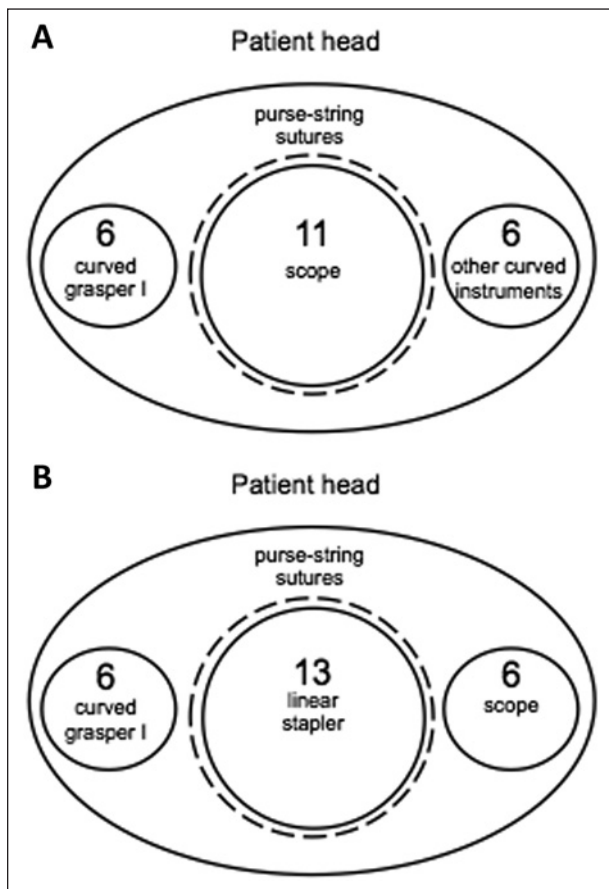 A
Patient head
purse-string
sutures
6
curved
grasper I
11
scope
6
other curved
instruments
B
Patient head
purse-string
sutures
6
curved
grasper I
13
linear
stapler
6
scope